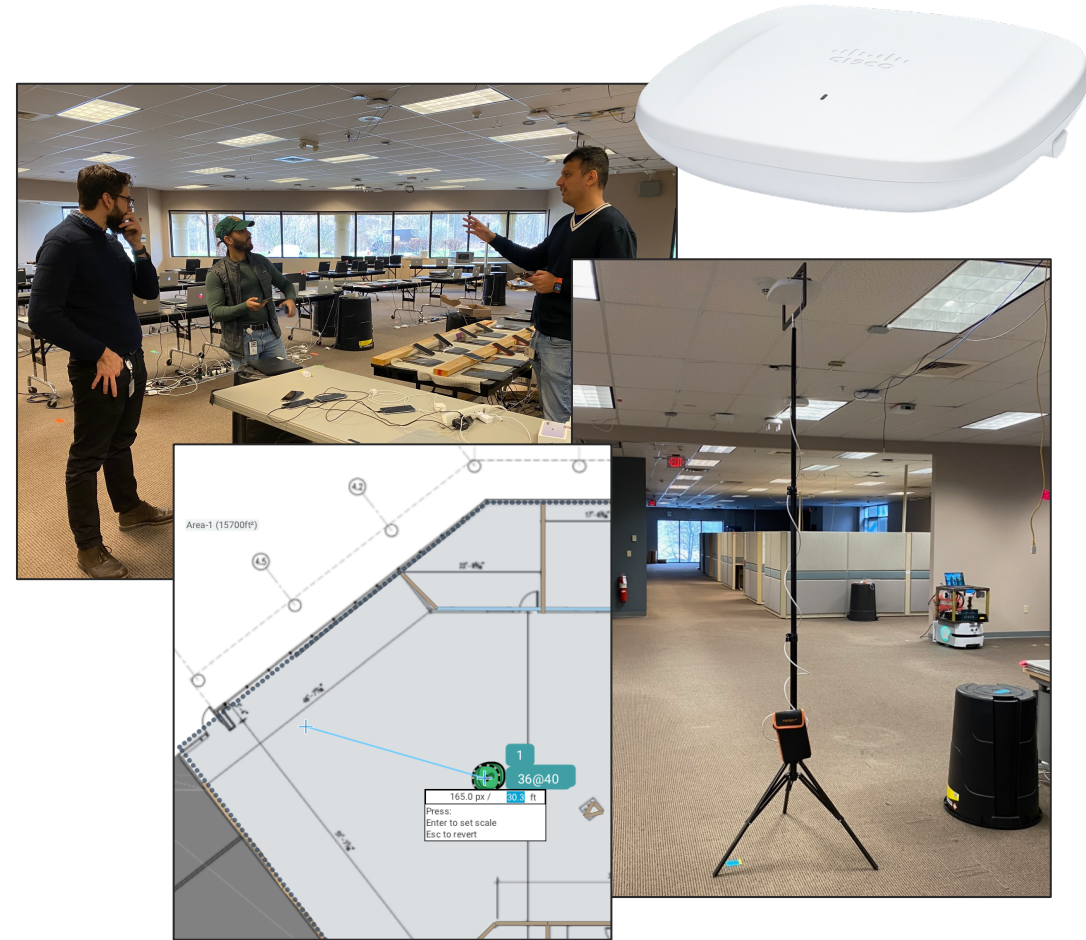 CISCO
4.2
Area-1 (15700ft²)
4.5
1
36@40
165.0 px / 30.3 ft
Press:
Enter to set scale
Esc to revert